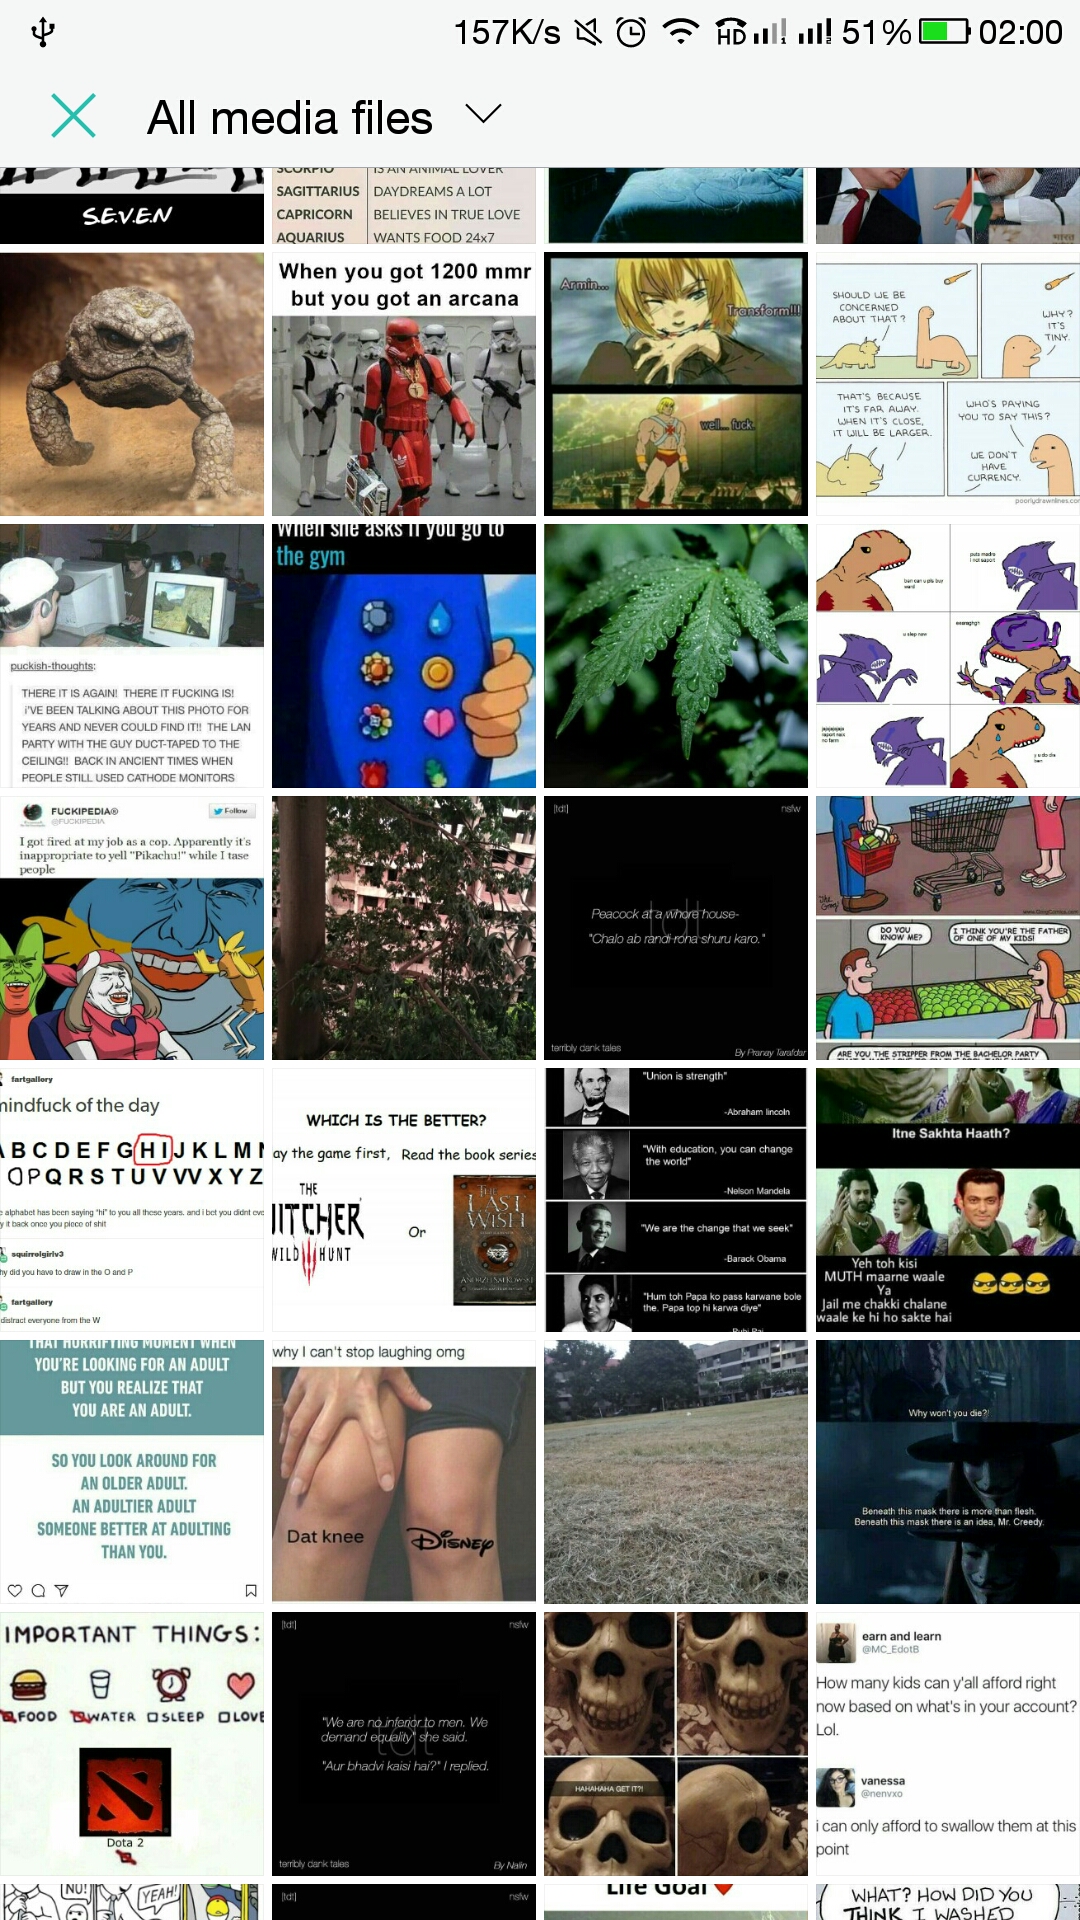 157K/s HD 51% 02:00
All media files
S.E.V.E.N
SCORPIO IS AN ANIMAL LOVER
SAGITTARIUS DAYDREAMS A LOT
CAPRICORN BELIEVES IN TRUE LOVE
AQUARIUS WANTS FOOD 24x7
When you got 1200 mmr
but you got an arcana
Armin...
Transform!!!
well... fuck.
SHOULD WE BE
CONCERNED
ABOUT THAT?
WHY?
IT'S
TINY.
THAT'S BECAUSE
IT'S FAR AWAY.
WHEN IT'S CLOSE,
IT WILL BE LARGER.
WHO'S PAYING
YOU TO SAY THIS?
WE DON'T
HAVE
CURRENCY.
poorlydrawnlines.co
puckish-thoughts:
THERE IT IS AGAIN! THERE IT FUCKING IS!
I'VE BEEN TALKING ABOUT THIS PHOTO FOR
YEARS AND NEVER COULD FIND IT!! THE LAN
PARTY WITH THE GUY DUCT-TAPED TO THE
CEILING!! BACK IN ANCIENT TIMES WHEN
PEOPLE STILL USED CATHODE MONITORS
When she asks if you go to
the gym
FUCKIPEDIA®
@FUCKIPEDIA
Follow
I got fired at my job as a cop. Apparently it's
inappropriate to yell "Pikachu!" while I tase
people
[tdt] nsfw
Peacock at a whore house-
"Chalo ab randi rona shuru karo."
terribly dank tales By Pranay Tarafdar
DO YOU
KNOW ME?
I THINK YOU'RE THE FATHER
OF ONE OF MY KIDS!
ARE YOU THE STRIPPER FROM THE BACHELOR PARTY
fartgallery
mindfuck of the day
A B C D E F G H I J K L M N
O P Q R S T U V W X Y Z
e alphabet has been saying "hi" to you all these years. and i bet you didnt eve
y it back once you piece of shit
squirrelgirlv3
hy did you have to draw in the O and P
fartgallery
distract everyone from the W
WHICH IS THE BETTER?
ay the game first, Read the book series
THE
WITCHER
WILD HUNT
Or
THE
LAST
WISH
ANDRZEJ SAPKOWSKI
"Union is strength"
-Abraham lincoln
"With education, you can change
the world"
-Nelson Mandela
"We are the change that we seek"
-Barack Obama
"Hum toh Papa ko pass karwane bole
the. Papa top hi karwa diye"
Itne Sakhta Haath?
Yeh toh kisi
MUTH maarne waale
Ya
Jail me chakki chalane
waale ke hi ho sakte hai
THAT HORRIFYING MOMENT WHEN
YOU'RE LOOKING FOR AN ADULT
BUT YOU REALIZE THAT
YOU ARE AN ADULT.
SO YOU LOOK AROUND FOR
AN OLDER ADULT.
AN ADULTIER ADULT
SOMEONE BETTER AT ADULTING
THAN YOU.
why I can't stop laughing omg
Dat knee
Disney
Why won't you die?!
Beneath this mask there is more than flesh.
Beneath this mask there is an idea, Mr. Creedy.
IMPORTANT THINGS:
FOOD WATER SLEEP LOVE
Dota 2
[tdt] nsfw
"We are no inferior to men. We
demand equality" she said.
"Aur bhadvi kaisi hai?" I replied.
terribly dank tales By Nalin
HAHAHAHA GET IT?!
earn and learn
@MC_EdotB
How many kids can y'all afford right
now based on what's in your account?
Lol.
vanessa
@nenvxo
i can only afford to swallow them at this
point
NU!
YEAH!
[tdt] nsfw
Life Goal
WHAT? HOW DID YOU
THINK I WASHED